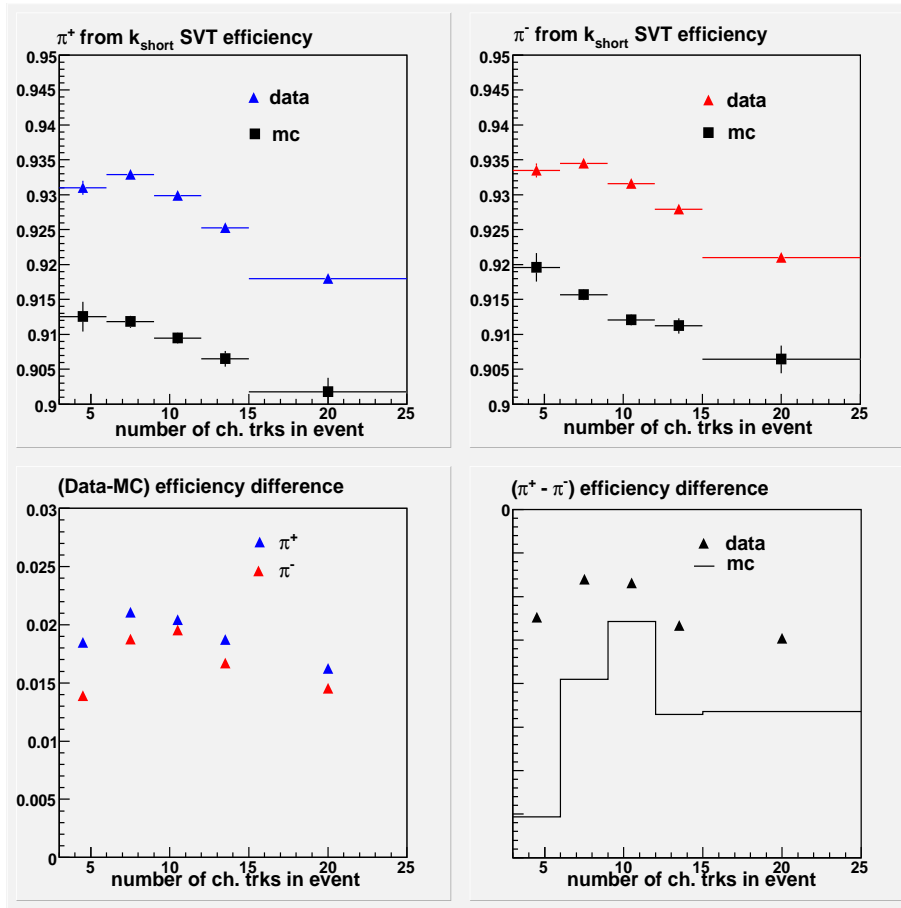 π+ from kshort SVT efficiency
0.95
0.945
0.94
0.935
0.93
0.925
0.92
0.915
0.91
0.905
0.9
data
mc
5 10 15 20 25
number of ch. trks in event
π- from kshort SVT efficiency
0.95
0.945
0.94
0.935
0.93
0.925
0.92
0.915
0.91
0.905
0.9
data
mc
5 10 15 20 25
number of ch. trks in event
(Data-MC) efficiency difference
0.03
0.025
0.02
0.015
0.01
0.005
0
π+
π-
5 10 15 20 25
number of ch. trks in event
(π+ - π-) efficiency difference
0
data
mc
5 10 15 20 25
number of ch. trks in event